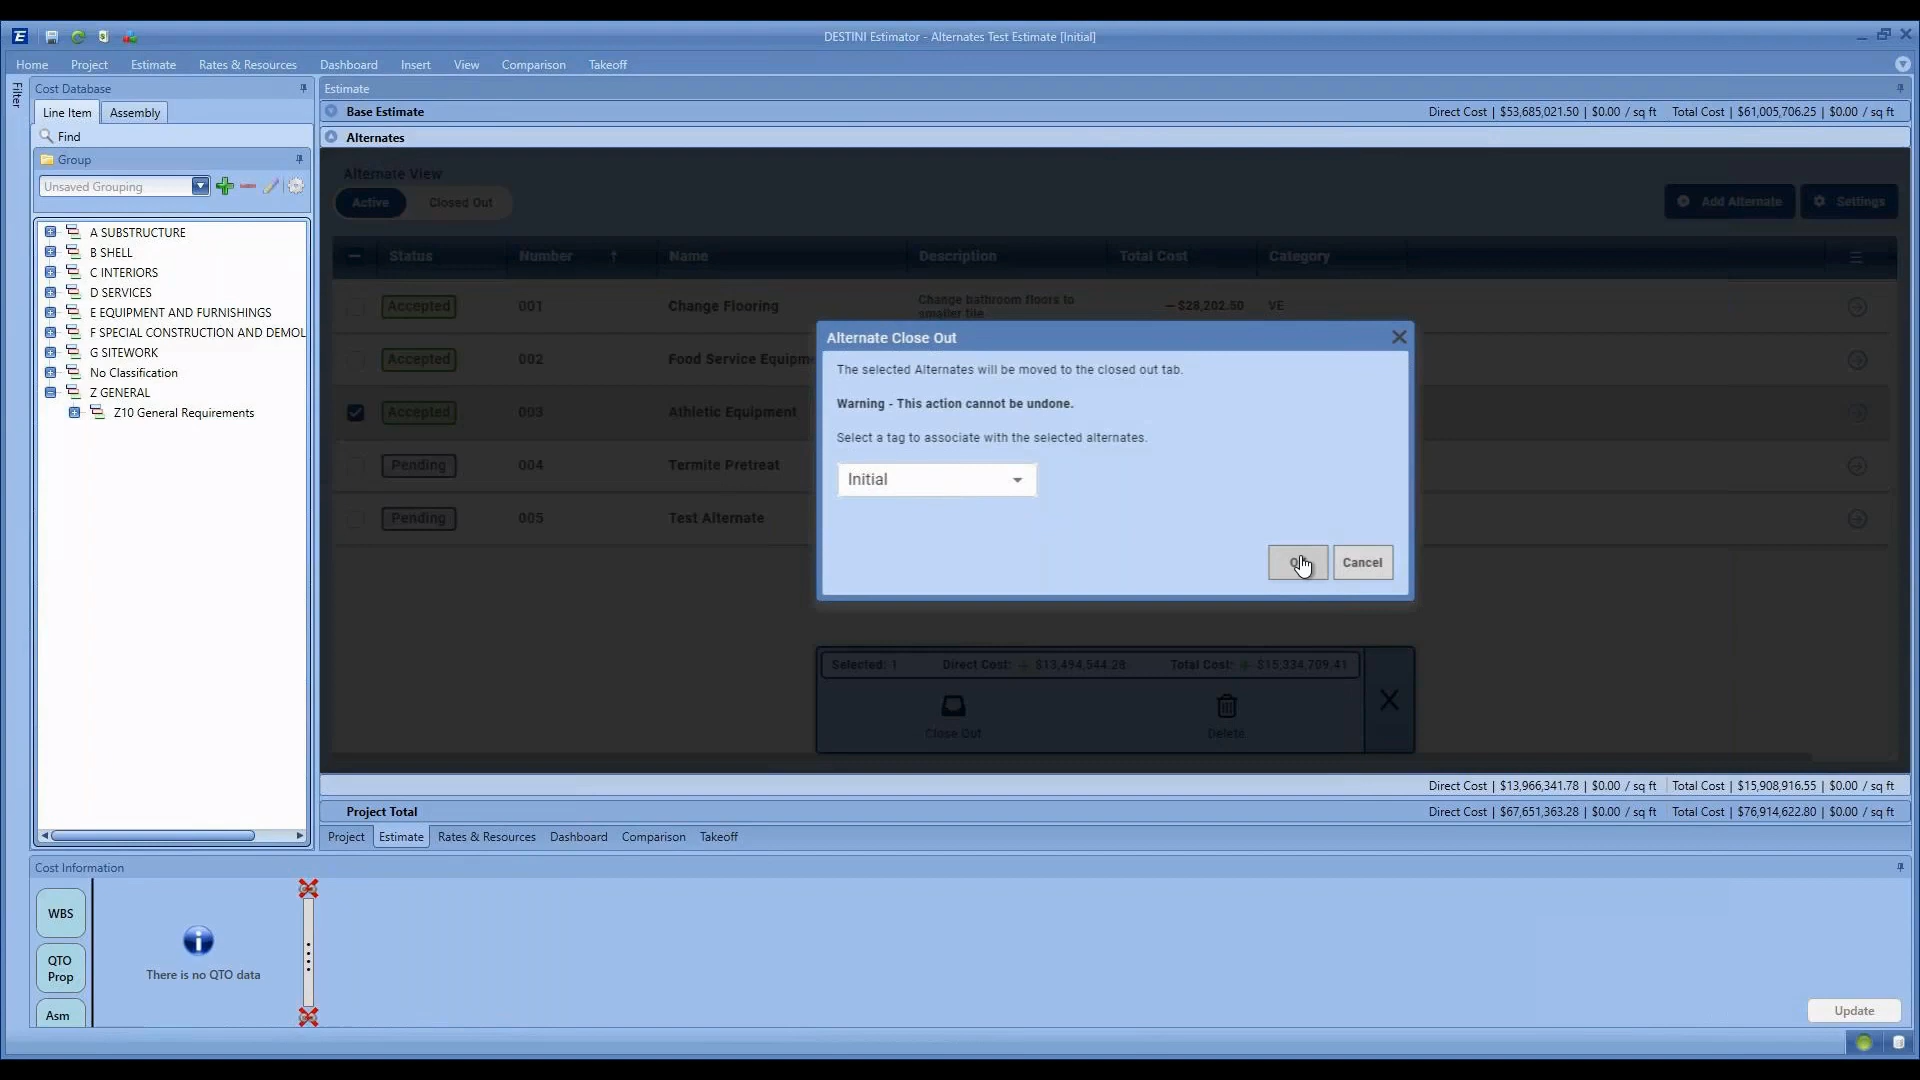 DESTINI Estimator - Alternates Test Estimate [Initial]
Home Project Estimate Rates & Resources Dashboard Insert View Comparison Takeoff
Filter
Cost Database
Line Item Assembly
Find
Group
Unsaved Grouping
A SUBSTRUCTURE
B SHELL
C INTERIORS
D SERVICES
E EQUIPMENT AND FURNISHINGS
F SPECIAL CONSTRUCTION AND DEMOL
G SITEWORK
No Classification
Z GENERAL
Z10 General Requirements
Estimate
Base Estimate Direct Cost | $53,685,021.50 | $0.00 / sq ft Total Cost | $61,005,706.25 | $0.00 / sq ft
Alternates
Alternate View
Active Closed Out Add Alternate Settings
Status Number Name Description Total Cost Category
Accepted 001 Change Flooring Change bathroom floors to smaller tile – $28,202.50 VE
Accepted 002 Food Service Equipm
Accepted 003 Athletic Equipment
Pending 004 Termite Pretreat
Pending 005 Test Alternate
Alternate Close Out
The selected Alternates will be moved to the closed out tab.
Warning - This action cannot be undone.
Select a tag to associate with the selected alternates.
Initial
Cancel
Selected: 1 Direct Cost: + $13,494,544.28 Total Cost: + $15,334,709.41
Close Out Delete
Direct Cost | $13,966,341.78 | $0.00 / sq ft Total Cost | $15,908,916.55 | $0.00 / sq ft
Project Total Direct Cost | $67,651,363.28 | $0.00 / sq ft Total Cost | $76,914,622.80 | $0.00 / sq ft
Project Estimate Rates & Resources Dashboard Comparison Takeoff
Cost Information
WBS
QTO Prop
Asm
There is no QTO data
Update